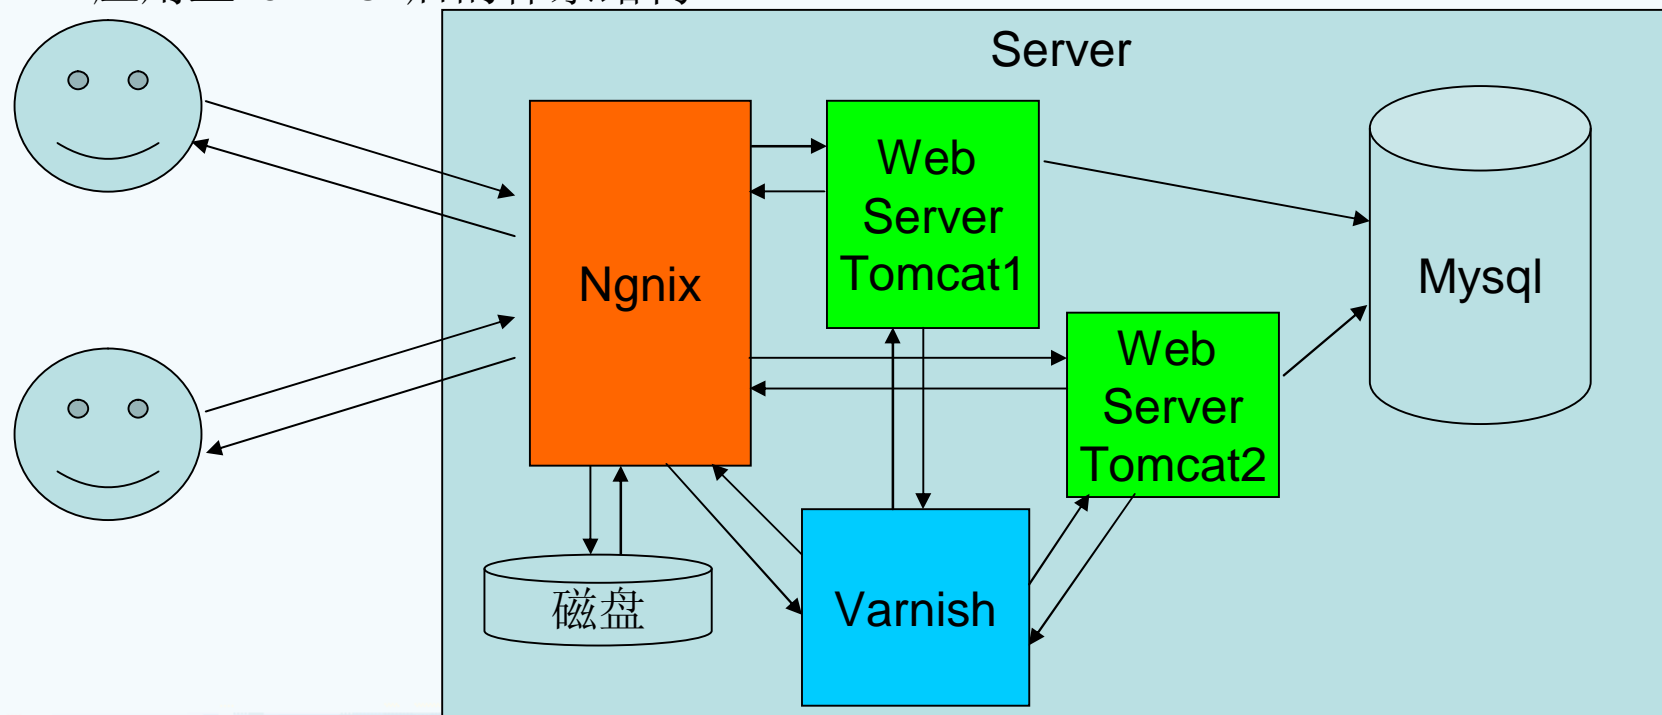 Server
Web
Server
Tomcat1
Ngnix
Mysql
Web
Server
Tomcat2
磁盘
Varnish